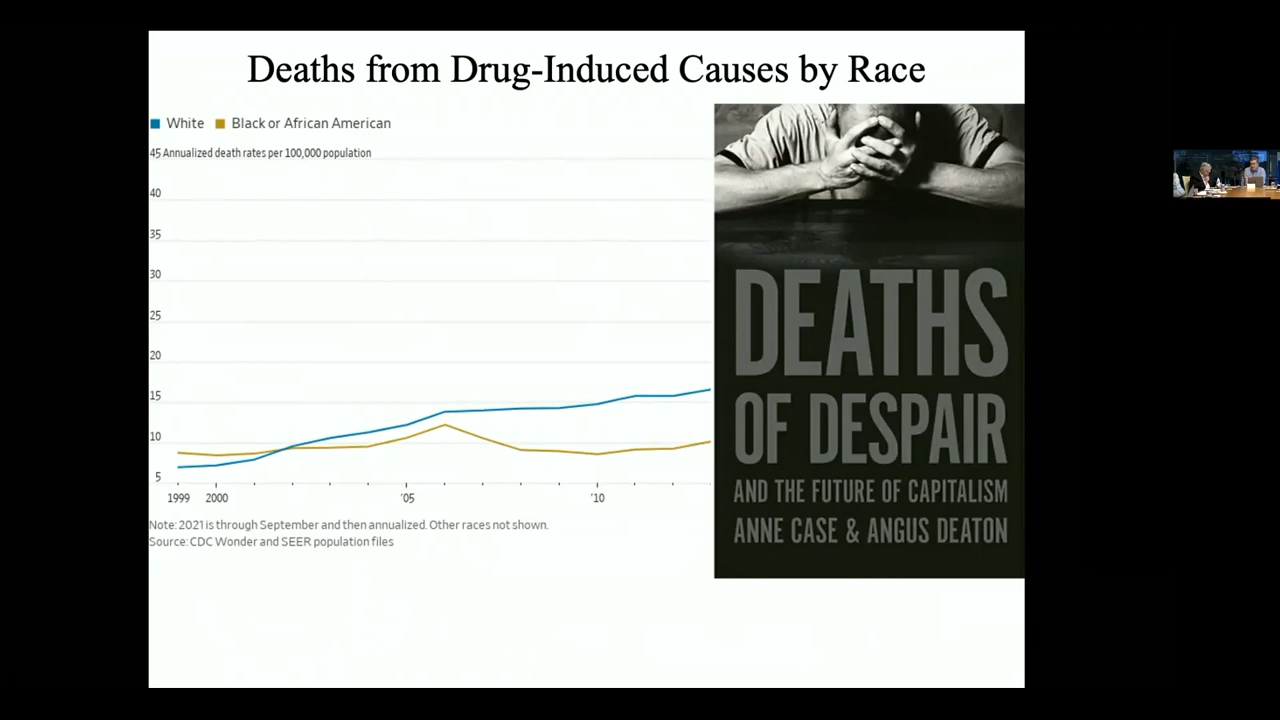 Deaths from Drug-Induced Causes by Race
White Black or African American
45 Annualized death rates per 100,000 population
40
35
30
25
20
15
10
5
1999 2000 '05 '10
Note: 2021 is through September and then annualized. Other races not shown.
Source: CDC Wonder and SEER population files
DEATHS
OF DESPAIR
AND THE FUTURE OF CAPITALISM
ANNE CASE & ANGUS DEATON